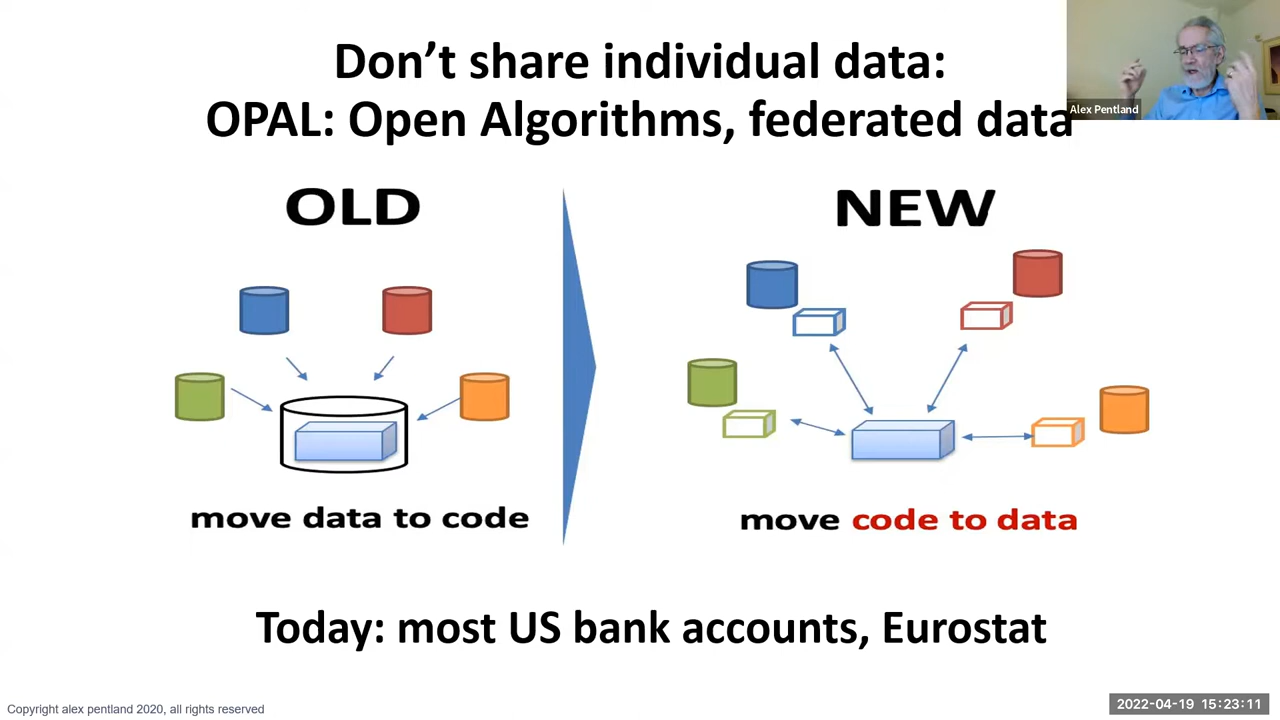 Don’t share individual data:
OPAL: Open Algorithms, federated data
Alex Pentland
OLD
NEW
move data to code
move code to data
Today: most US bank accounts, Eurostat
Copyright alex pentland 2020, all rights reserved
2022-04-19 15:23:11